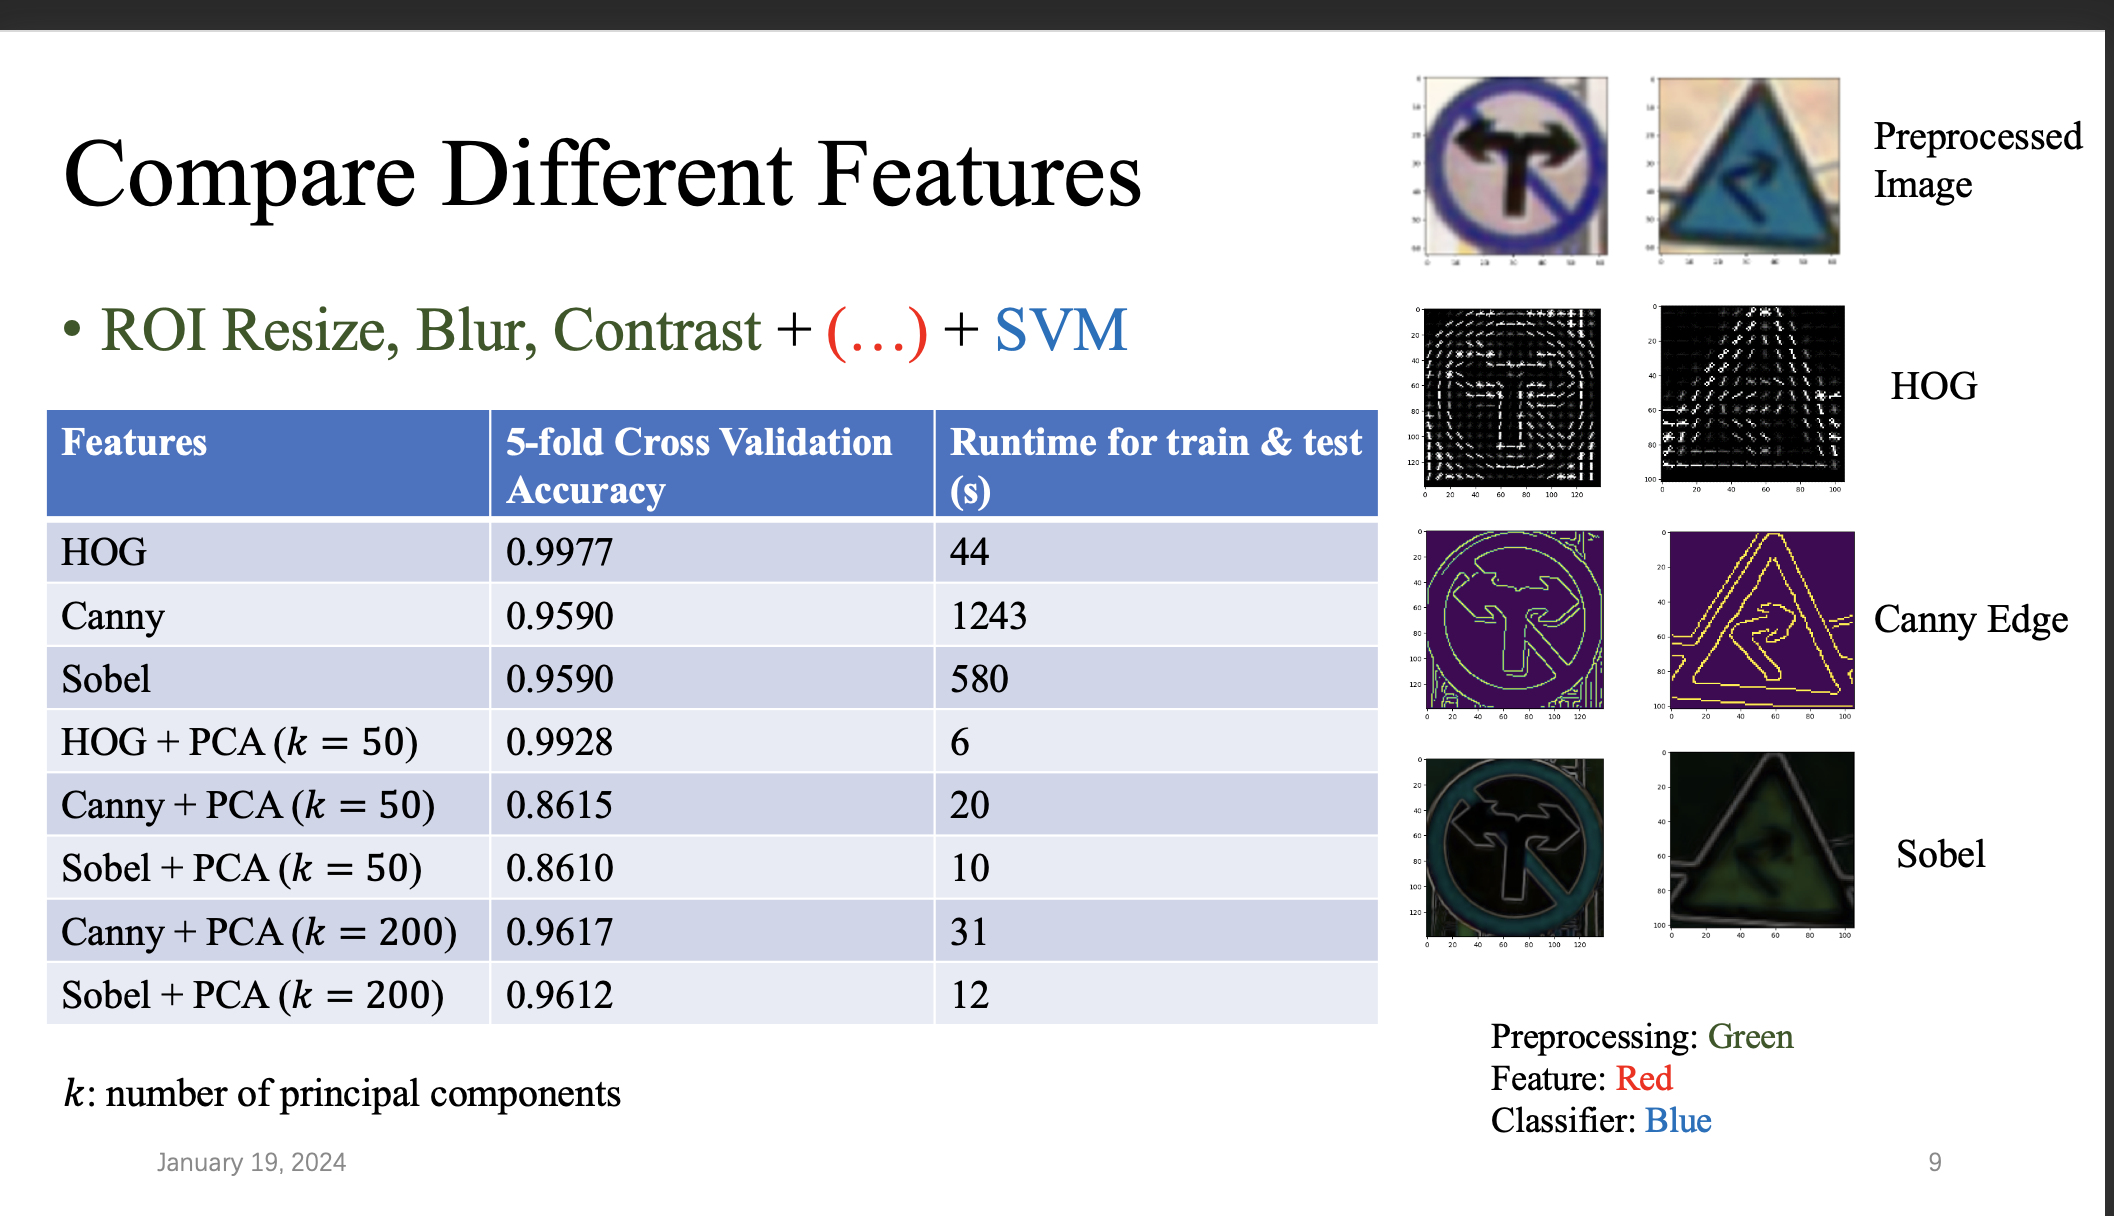 Compare Different Features
• ROI Resize, Blur, Contrast + (…) + SVM
Features 5-fold Cross Validation Accuracy Runtime for train & test (s)
HOG 0.9977 44
Canny 0.9590 1243
Sobel 0.9590 580
HOG + PCA (k = 50) 0.9928 6
Canny + PCA (k = 50) 0.8615 20
Sobel + PCA (k = 50) 0.8610 10
Canny + PCA (k = 200) 0.9617 31
Sobel + PCA (k = 200) 0.9612 12
k: number of principal components
Preprocessed
Image
HOG
Canny Edge
Sobel
Preprocessing: Green
Feature: Red
Classifier: Blue
January 19, 2024
9